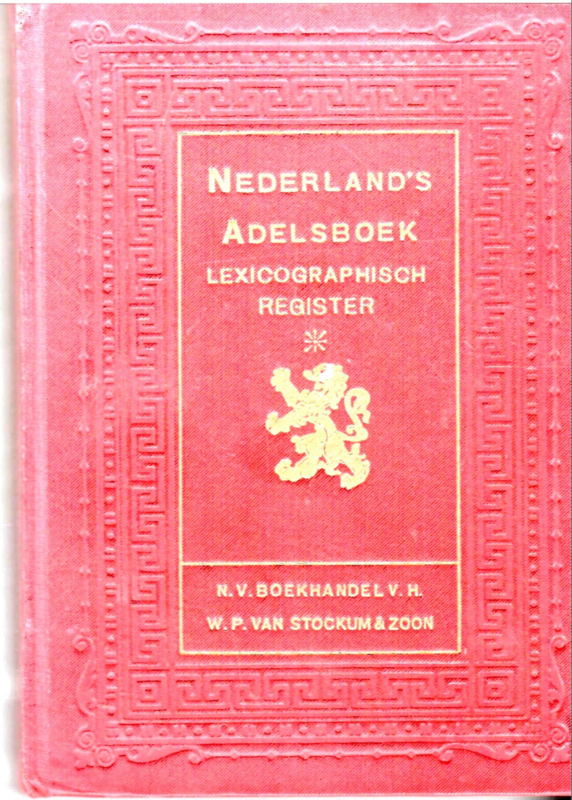 NEDERLAND'S
ADELSBOEK
LEXICOGRAPHISCH
REGISTER
N.V. BOEKHANDEL V.H.
W. P. VAN STOCKUM & ZOON